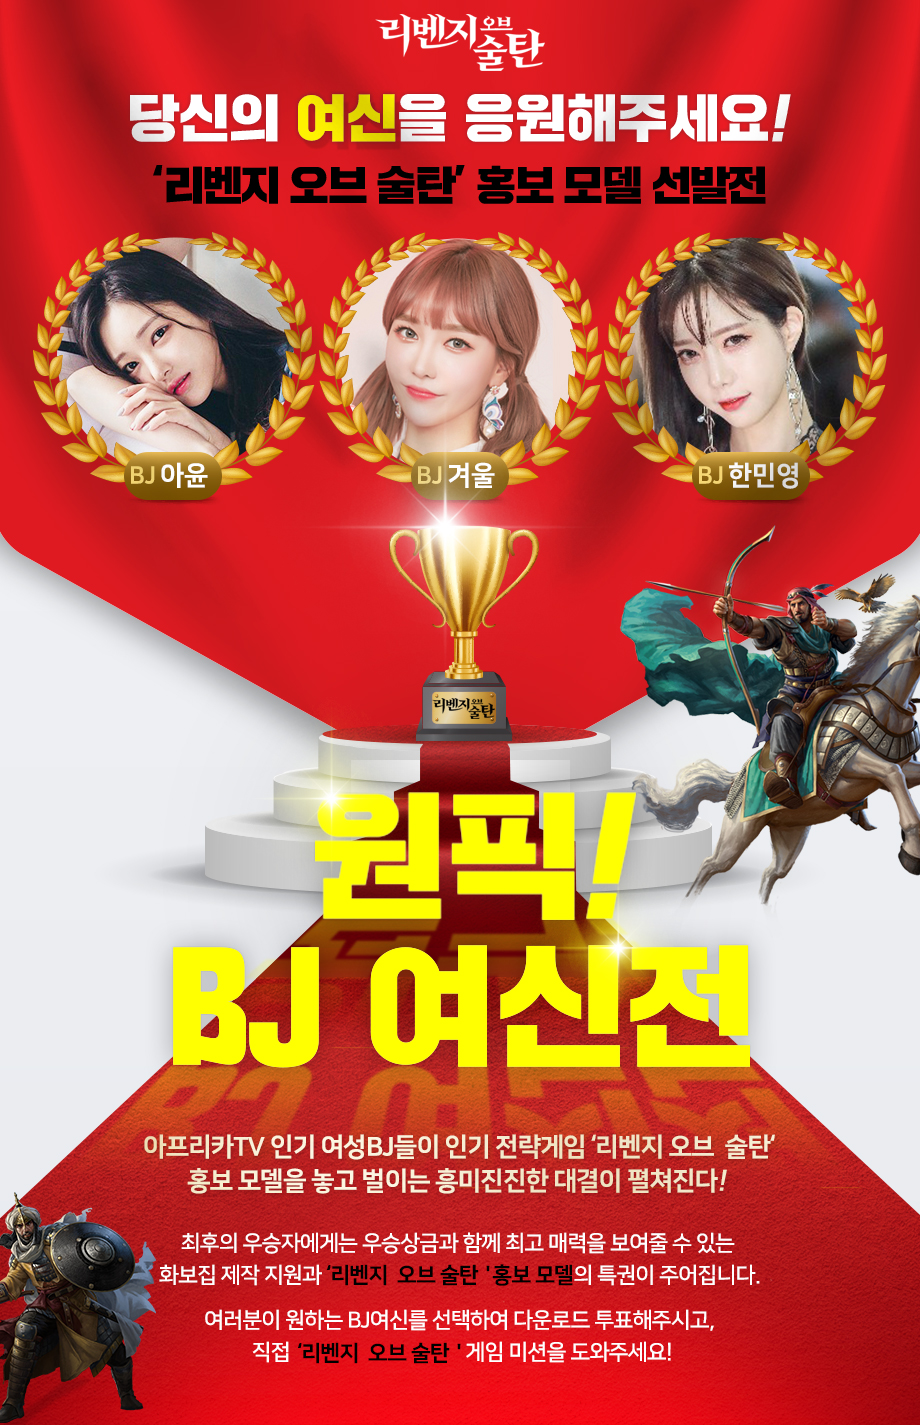 리벤지 오브 술탄
당신의 여신을 응원해주세요!
‘리벤지 오브 술탄’ 홍보 모델 선발전
BJ 아윤
BJ 겨울
BJ 한민영
리벤지 오브 술탄
원픽!
BJ 여신전
아프리카TV 인기 여성BJ들이 인기 전략게임 ‘리벤지 오브 술탄’
홍보 모델을 놓고 벌이는 흥미진진한 대결이 펼쳐진다!
최후의 우승자에게는 우승상금과 함께 최고 매력을 보여줄 수 있는
화보집 제작 지원과 ‘리벤지 오브 술탄 ' 홍보 모델의 특권이 주어집니다.
여러분이 원하는 BJ여신를 선택하여 다운로드 투표해주시고,
직접 ‘리벤지 오브 술탄 ' 게임 미션을 도와주세요!